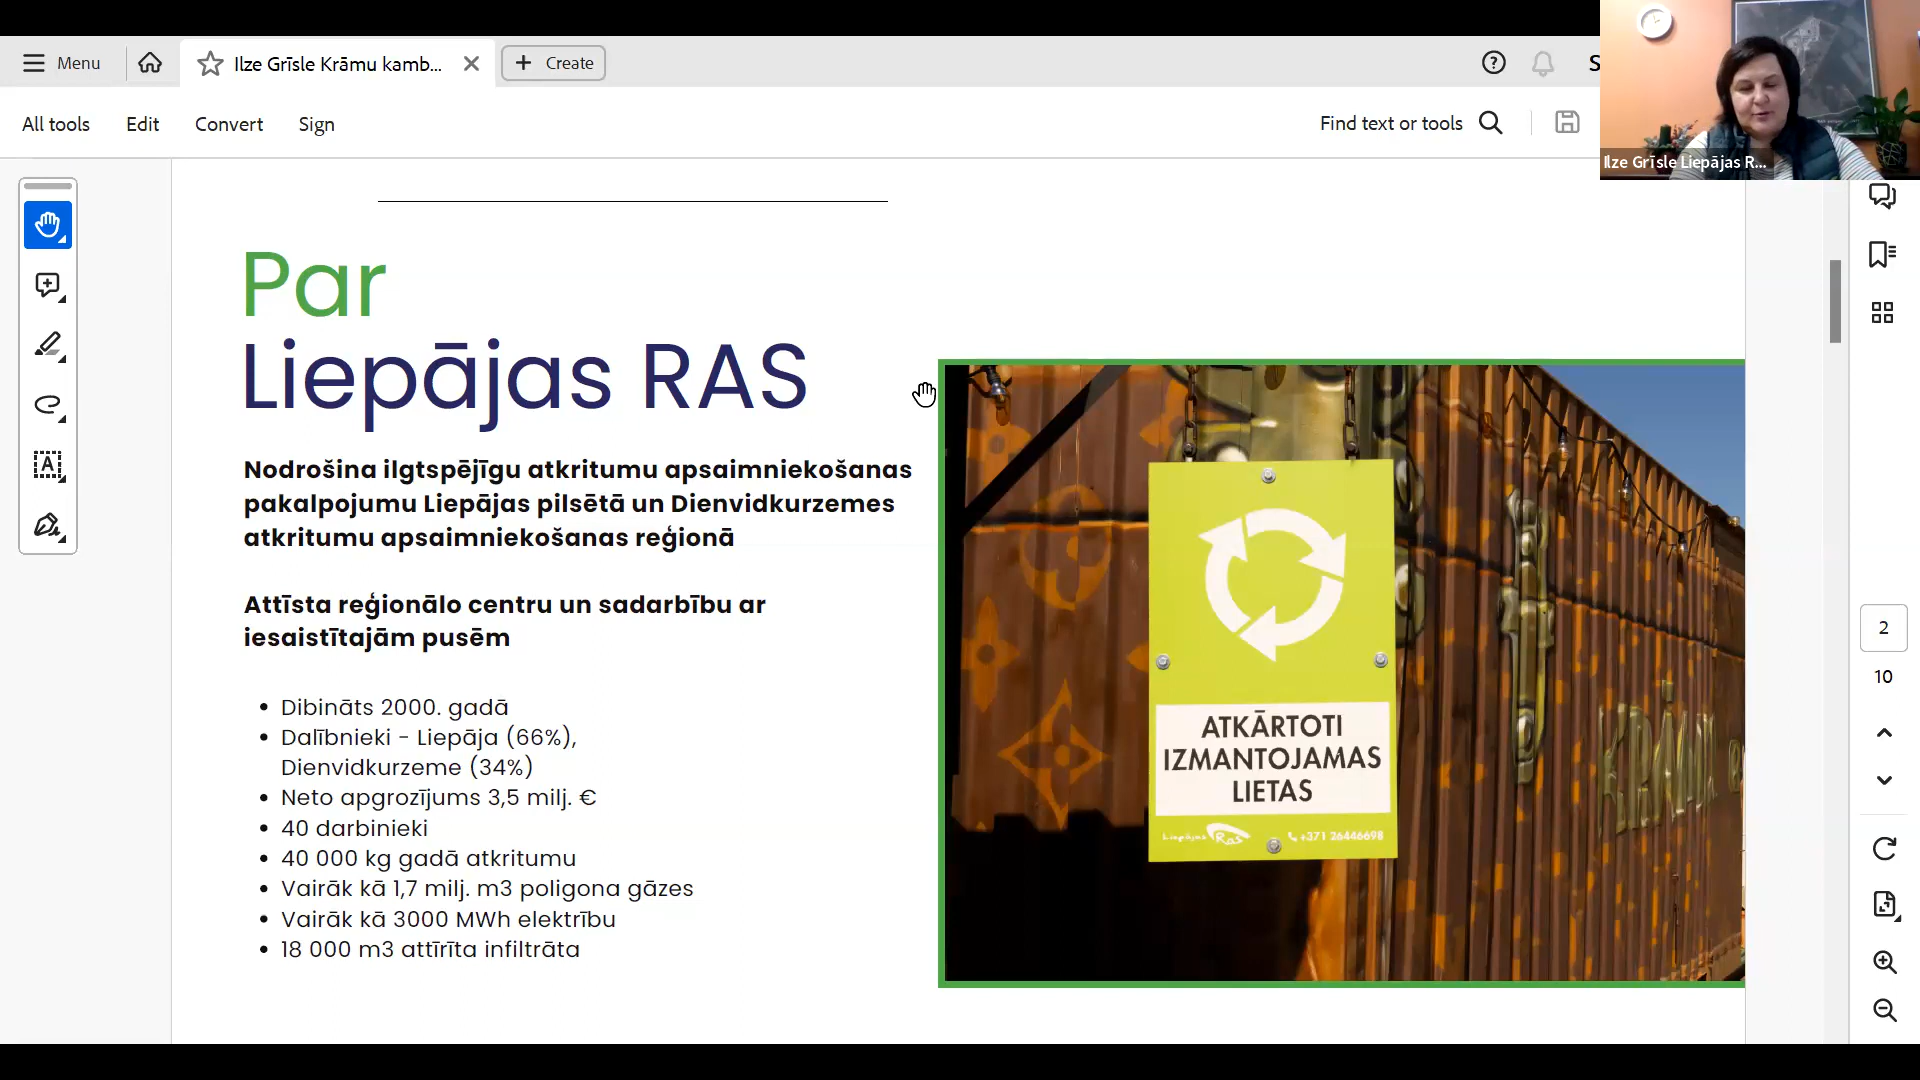 Menu
Ilze Grīsle Krāmu kamb...
Create
All tools
Edit
Convert
Sign
Find text or tools
Ilze Grīsle Liepājas R...
Par
Liepājas RAS
Nodrošina ilgtspējīgu atkritumu apsaimniekošanas
pakalpojumu Liepājas pilsētā un Dienvidkurzemes
atkritumu apsaimniekošanas reģionā
Attīsta reģionālo centru un sadarbību ar
iesaistītajām pusēm
• Dibināts 2000. gadā
• Dalībnieki - Liepāja (66%),
Dienvidkurzeme (34%)
• Neto apgrozījums 3,5 milj. €
• 40 darbinieki
• 40 000 kg gadā atkritumu
• Vairāk kā 1,7 milj. m3 poligona gāzes
• Vairāk kā 3000 MWh elektrību
• 18 000 m3 attīrīta infiltrāta
ATKĀRTOTI
IZMANTOJAMAS
LIETAS
Liepājas RAS +371 26446698
2
10